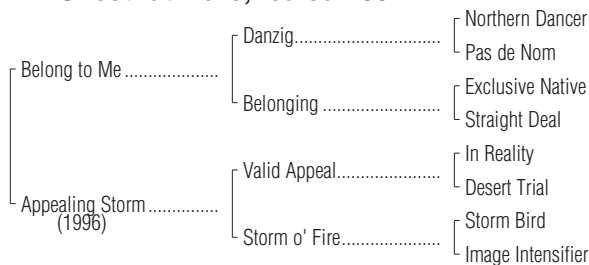 Northern Dancer
Danzig..............................
Pas de Nom
Belong to Me ....................
Exclusive Native
Belonging ..........................
Straight Deal
In Reality
Valid Appeal......................
Desert Trial
Appealing Storm ...............
(1996)
Storm Bird
Storm o' Fire.....................
Image Intensifier